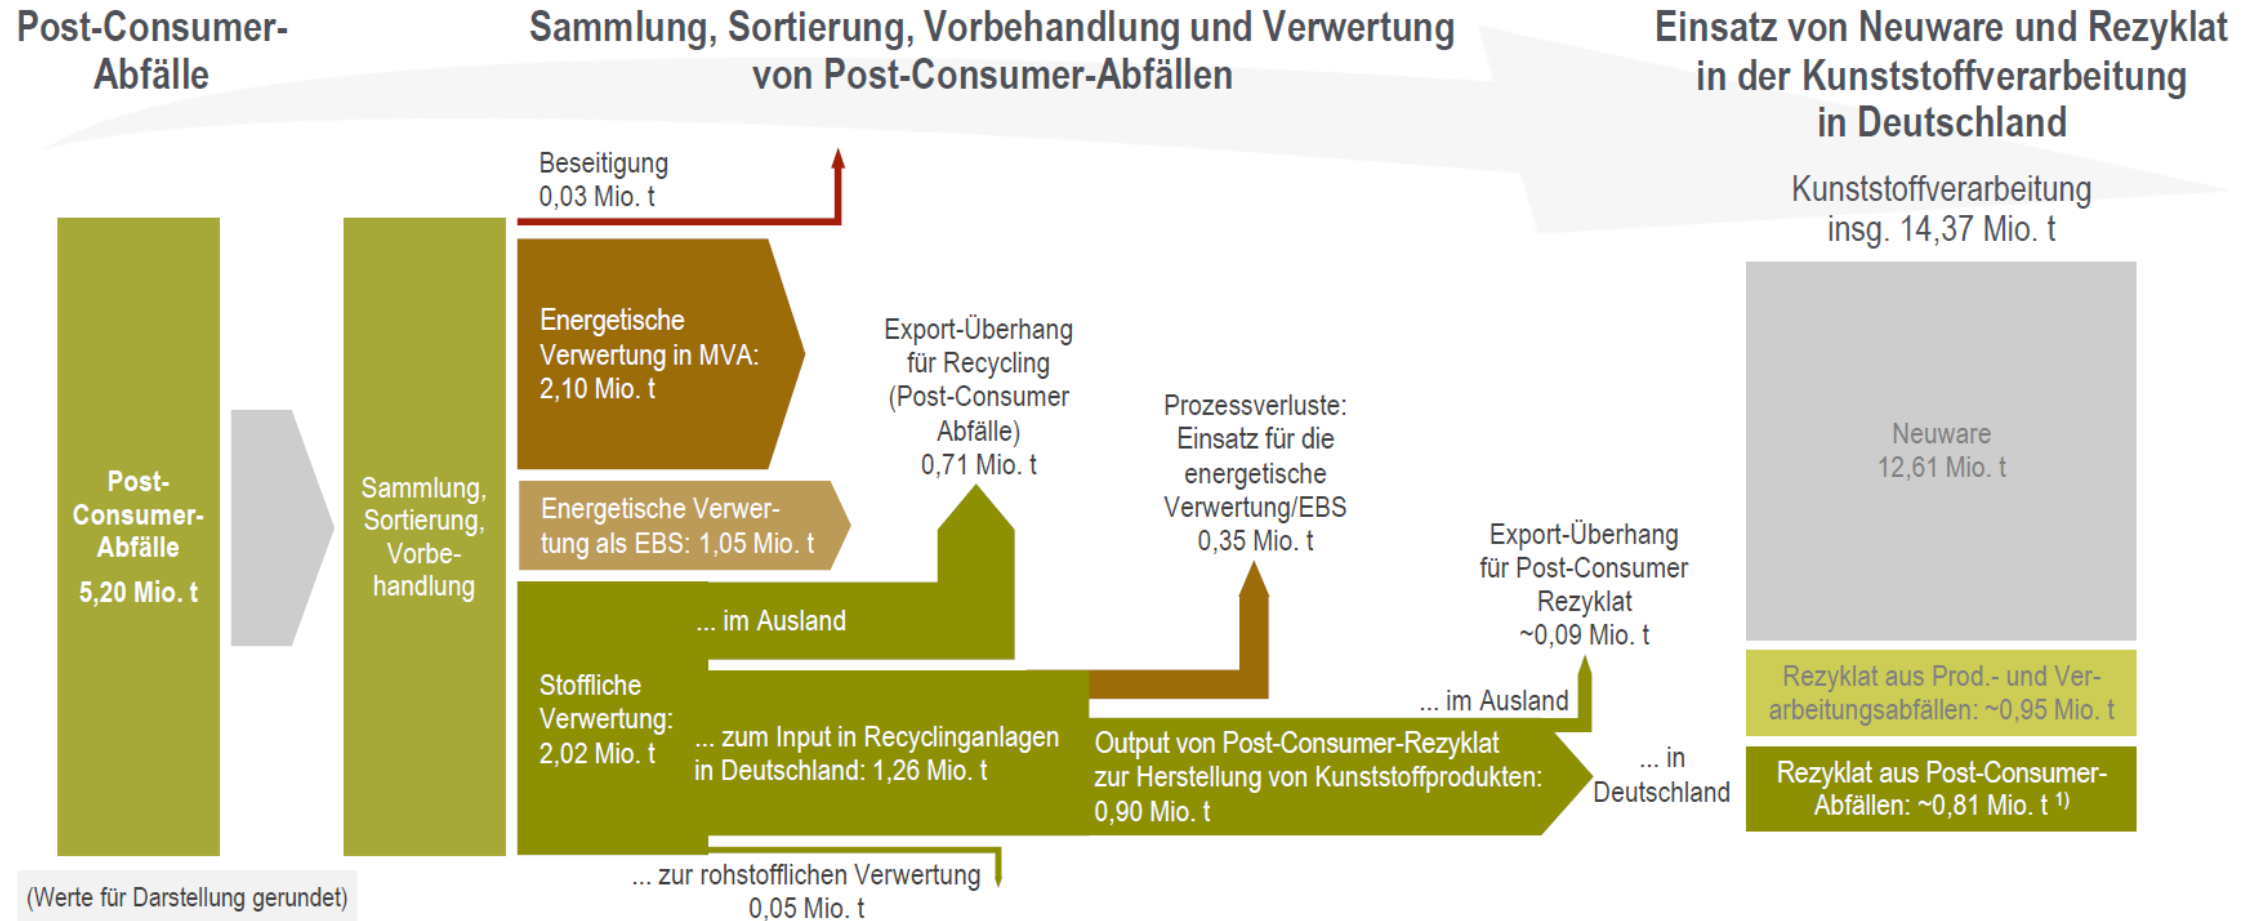 Post-Consumer-
Abfälle
Sammlung, Sortierung, Vorbehandlung und Verwertung
von Post-Consumer-Abfällen
Einsatz von Neuware und Rezyklat
in der Kunststoffverarbeitung
in Deutschland
Kunststoffverarbeitung
insg. 14,37 Mio. t
Post-
Consumer-
Abfälle
5,20 Mio. t
Sammlung,
Sortierung,
Vorbe-
handlung
Beseitigung
0,03 Mio. t
Energetische
Verwertung in MVA:
2,10 Mio. t
Energetische Verwer-
tung als EBS: 1,05 Mio. t
Stoffliche
Verwertung:
2,02 Mio. t
... im Ausland
Export-Überhang
für Recycling
(Post-Consumer
Abfälle)
0,71 Mio. t
... zum Input in Recyclinganlagen
in Deutschland: 1,26 Mio. t
... zur rohstofflichen Verwertung
0,05 Mio. t
Prozessverluste:
Einsatz für die
energetische
Verwertung/EBS
0,35 Mio. t
Output von Post-Consumer-Rezyklat
zur Herstellung von Kunststoffprodukten:
0,90 Mio. t
... im Ausland
Export-Überhang
für Post-Consumer
Rezyklat
~0,09 Mio. t
... in
Deutschland
Neuware
12,61 Mio. t
Rezyklat aus Prod.- und Ver-
arbeitungsabfällen: ~0,95 Mio. t
Rezyklat aus Post-Consumer-
Abfällen: ~0,81 Mio. t 1)
(Werte für Darstellung gerundet)